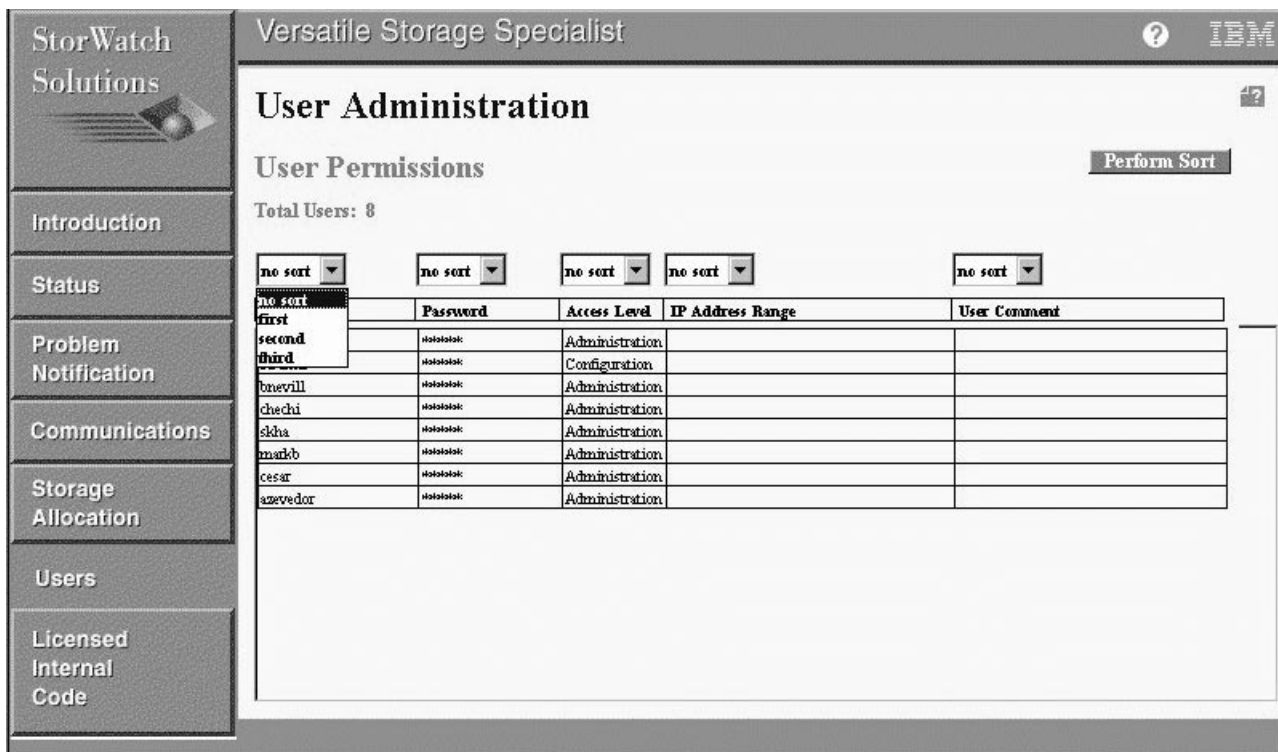 StorWatch
Solutions
Versatile Storage Specialist
? IBM
User Administration
?
User Permissions
Perform Sort
Total Users: 8
no sort no sort no sort no sort no sort
no sort
first
second
third
Password Access Level IP Address Range User Comment
******** Administration
******** Configuration
bnevill ******** Administration
chechi ******** Administration
skha ******** Administration
markb ******** Administration
cesar ******** Administration
azevedor ******** Administration
Introduction
Status
Problem
Notification
Communications
Storage
Allocation
Users
Licensed
Internal
Code